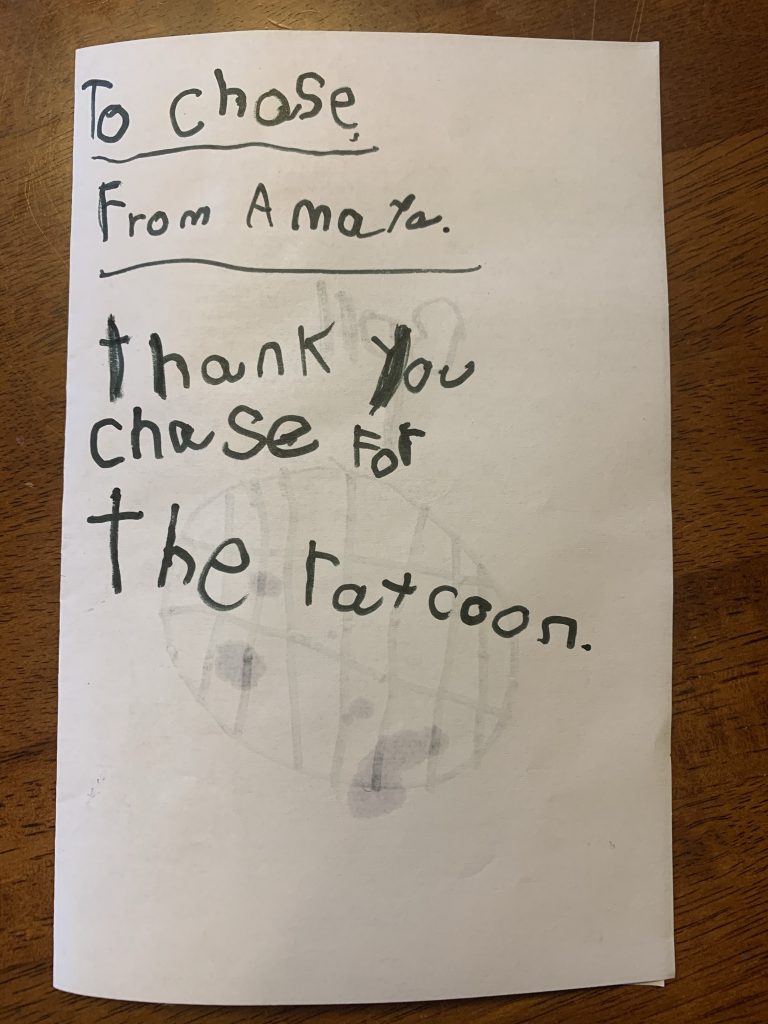 To Chase,
From Amaya.
Thank you
chase For
The ratcoon.